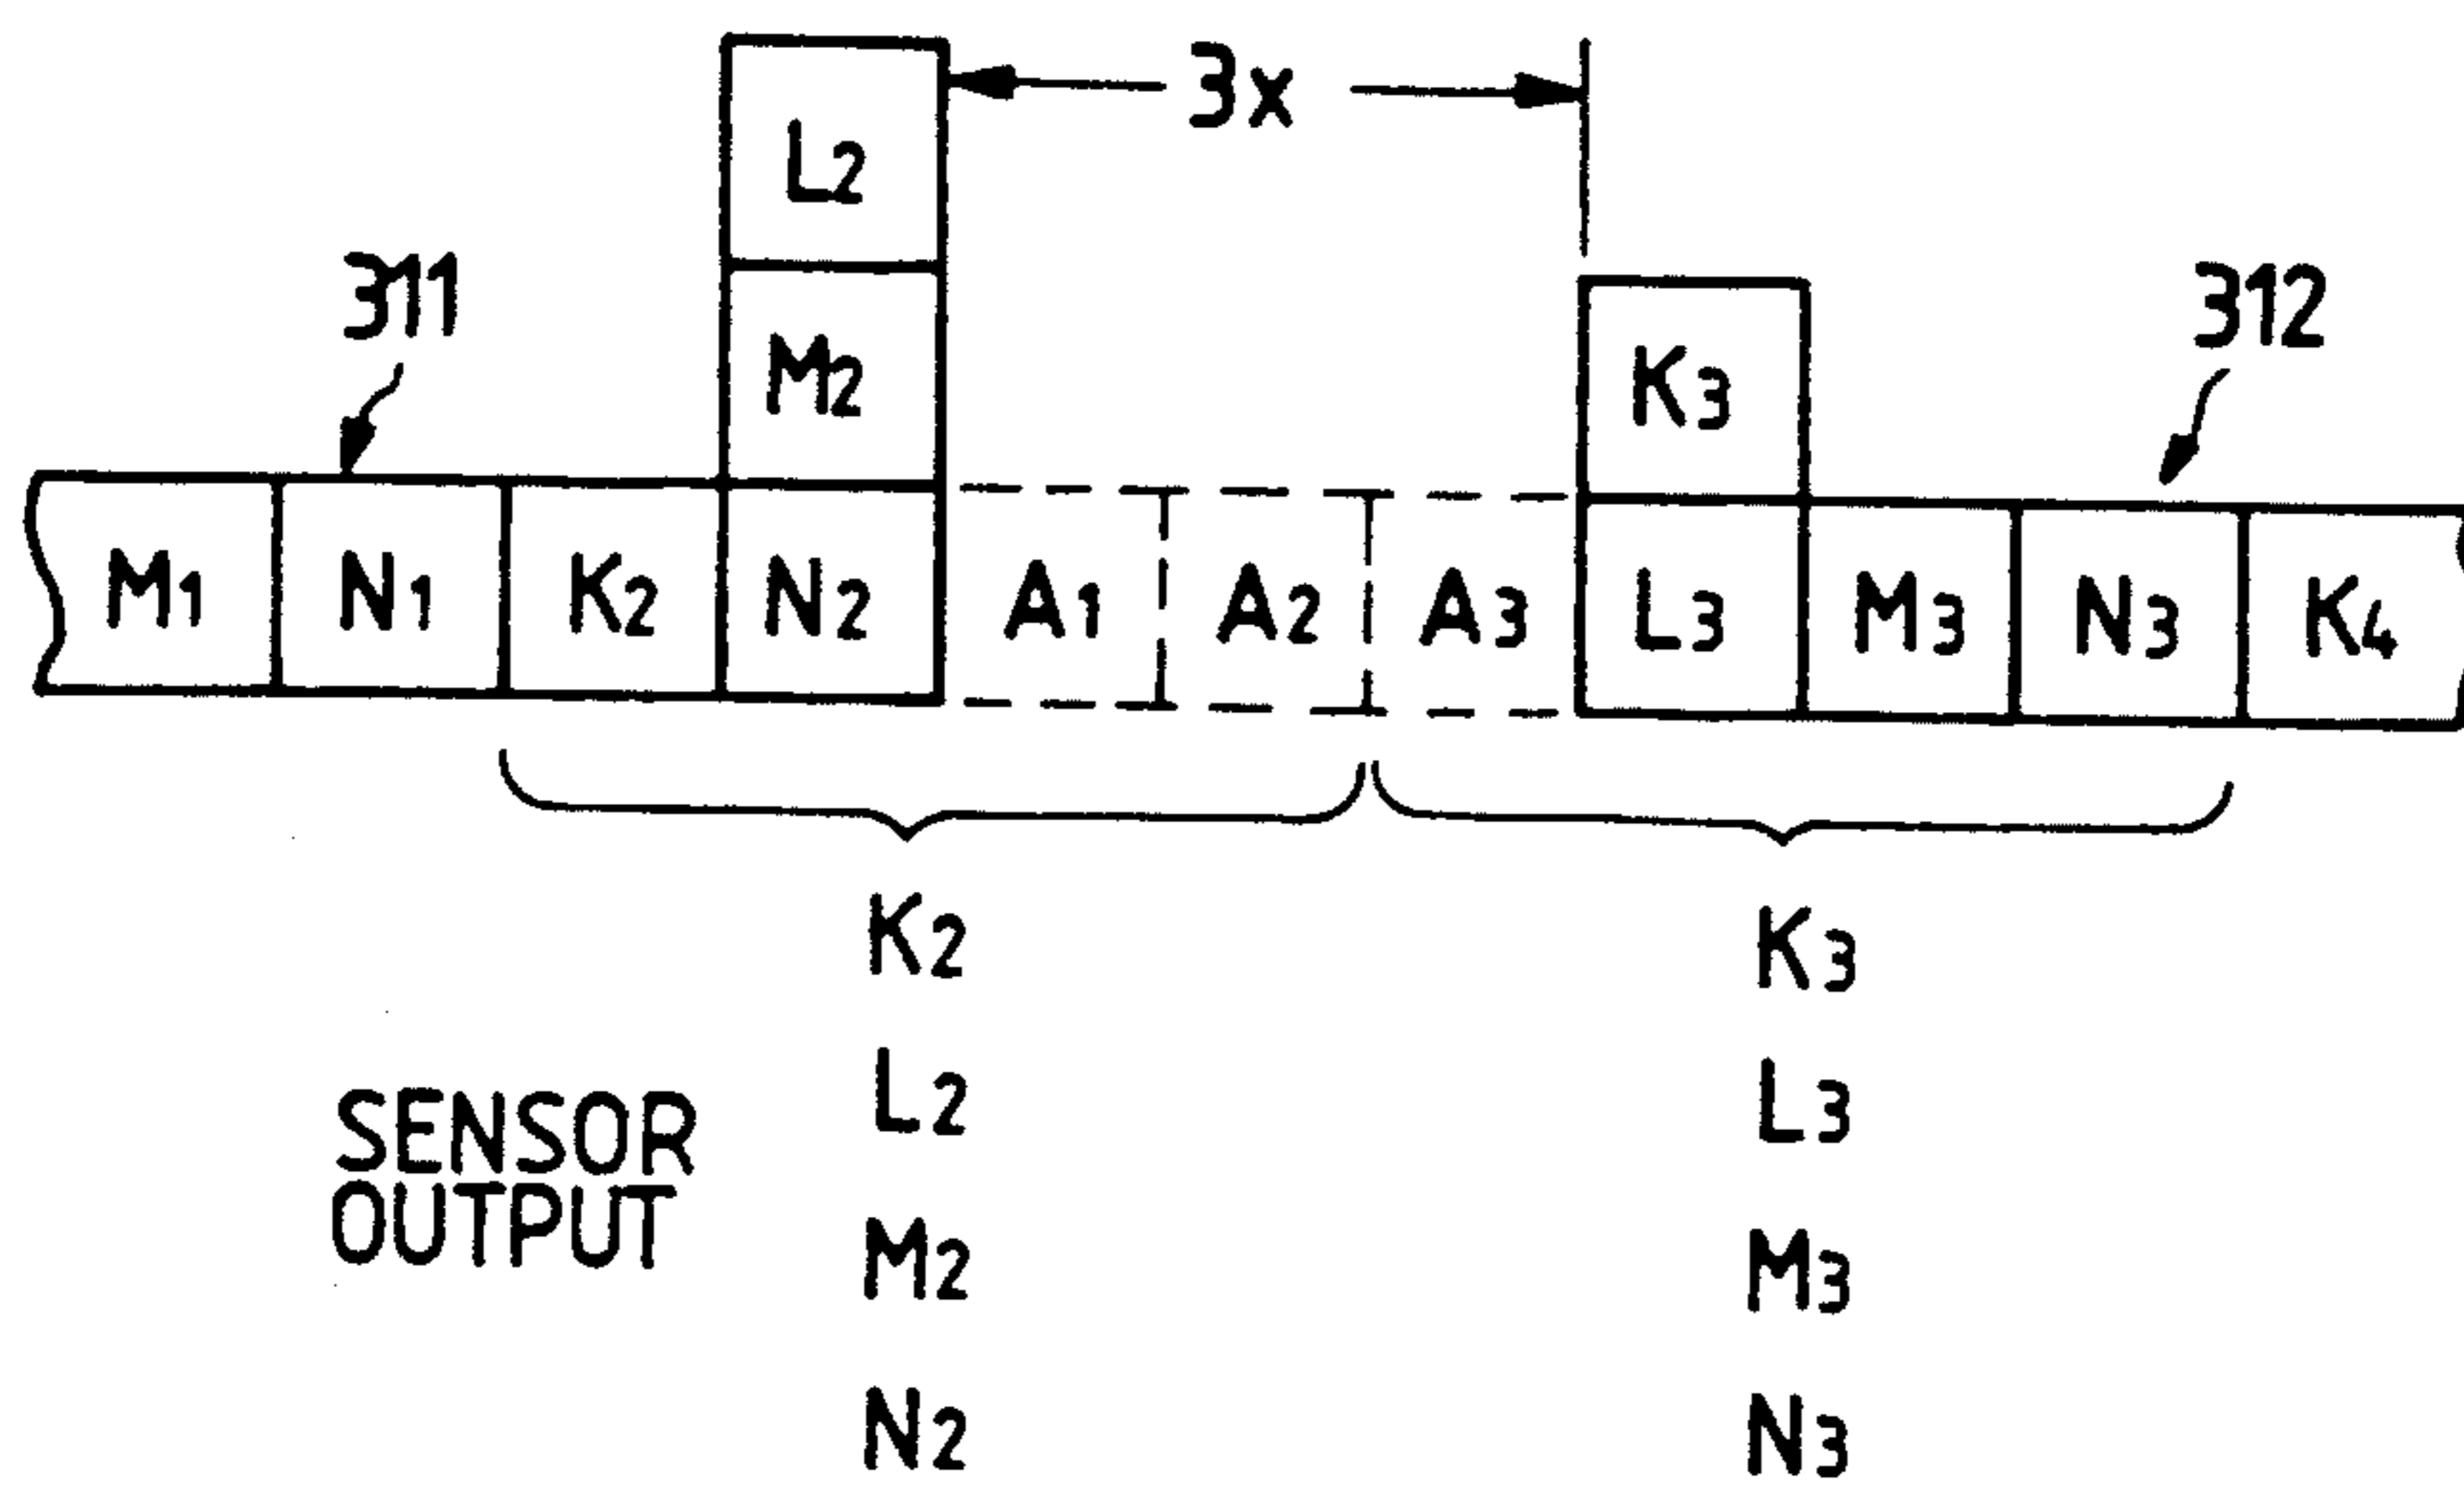 3x
L2
311
312
M2
K3
M1 N1 K2 N2 A1 A2 A3 L3 M3 N3 K4
K2 K3
L2 L3
SENSOR
OUTPUT
M2 M3
N2 N3